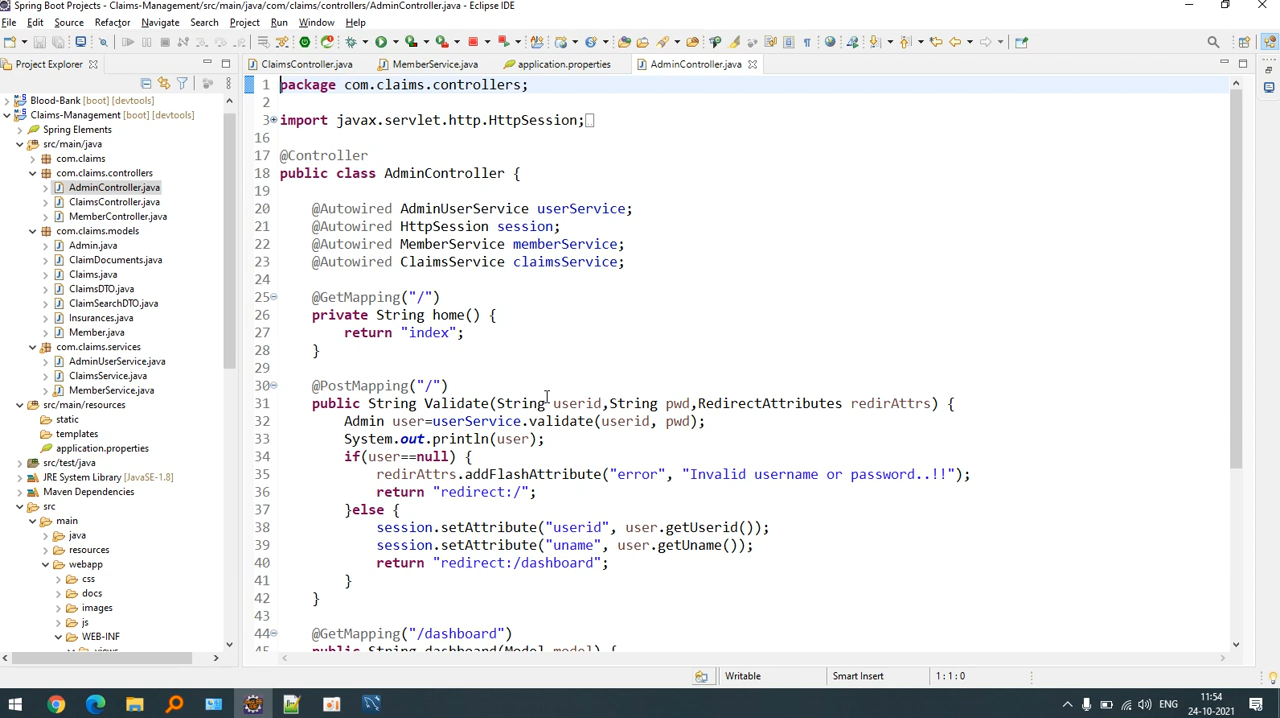 Spring Boot Projects - Claims-Management/src/main/java/com/claims/controllers/AdminController.java - Eclipse IDE
File Edit Source Refactor Navigate Search Project Run Window Help
Project Explorer
ClaimsController.java MemberService.java application.properties AdminController.java
Blood-Bank [boot] [devtools]
Claims-Management [boot] [devtools]
Spring Elements
src/main/java
com.claims
com.claims.controllers
AdminController.java
ClaimsController.java
MemberController.java
com.claims.models
Admin.java
ClaimDocuments.java
Claims.java
ClaimsDTO.java
ClaimSearchDTO.java
Insurances.java
Member.java
com.claims.services
AdminUserService.java
ClaimsService.java
MemberService.java
src/main/resources
static
templates
application.properties
src/test/java
JRE System Library [JavaSE-1.8]
Maven Dependencies
src
main
java
resources
webapp
css
docs
images
js
WEB-INF
views
1 package com.claims.controllers;
2
3 import javax.servlet.http.HttpSession;
16
17 @Controller
18 public class AdminController {
19
20 @Autowired AdminUserService userService;
21 @Autowired HttpSession session;
22 @Autowired MemberService memberService;
23 @Autowired ClaimsService claimsService;
24
25 @GetMapping("/")
26 private String home() {
27 return "index";
28 }
29
30 @PostMapping("/")
31 public String Validate(String userid,String pwd,RedirectAttributes redirAttrs) {
32 Admin user=userService.validate(userid, pwd);
33 System.out.println(user);
34 if(user==null) {
35 redirAttrs.addFlashAttribute("error", "Invalid username or password..!!");
36 return "redirect:/";
37 }else {
38 session.setAttribute("userid", user.getUserid());
39 session.setAttribute("uname", user.getUname());
40 return "redirect:/dashboard";
41 }
42 }
43
44 @GetMapping("/dashboard")
45 public String dashboard(Model model) {
Writable Smart Insert 1 : 1 : 0
ENG 11:54
24-10-2021